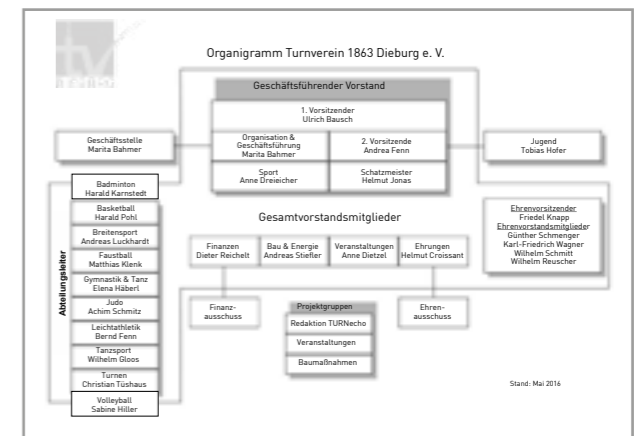 tv
Organigramm Turnverein 1863 Dieburg e. V.
Geschäftsführender Vorstand
1. Vorsitzender
Ulrich Bausch
Geschäftsstelle
Marita Bahmer
Organisation &
Geschäftsführung
Marita Bahmer
2. Vorsitzende
Andrea Fenn
Jugend
Tobias Hofer
Sport
Anne Dreieicher
Schatzmeister
Helmut Jonas
Abteilungsleiter
Badminton
Harald Karnstedt
Basketball
Harald Pohl
Breitensport
Andreas Luckhardt
Faustball
Matthias Klenk
Gymnastik & Tanz
Elena Häberl
Judo
Achim Schmitz
Leichtathletik
Bernd Fenn
Tanzsport
Wilhelm Gloos
Turnen
Christian Tüshaus
Volleyball
Sabine Hiller
Gesamtvorstandsmitglieder
Finanzen
Dieter Reichelt
Bau & Energie
Andreas Stiefler
Veranstaltungen
Anne Dietzel
Ehrungen
Helmut Croissant
Ehrenvorsitzender
Friedel Knapp
Ehrenvorstandsmitglieder
Günther Schmenger
Karl-Friedrich Wagner
Wilhelm Schmitt
Wilhelm Reuscher
Finanz-
ausschuss
Projektgruppen
Redaktion TURNecho
Veranstaltungen
Baumaßnahmen
Ehren-
ausschuss
Stand: Mai 2016